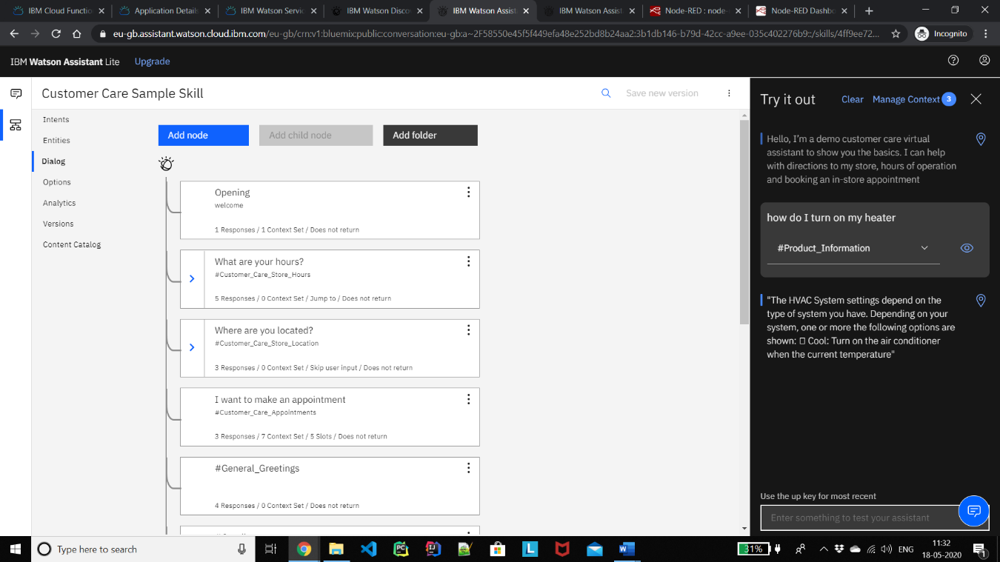 IBM Cloud Functio
Application Details
IBM Watson Servic
IBM Watson Disco
IBM Watson Assist
IBM Watson Assist
Node-RED : node-
Node-RED Dashbo
eu-gb.assistant.watson.cloud.ibm.com/eu-gb/crn:v1:bluemix:public:conversation:eu-gb:a~2F58550e45f5f449efa48e252bd8b24aa2:3b1db146-b79d-42cc-a9ee-035c402276b9::/skills/4ff9ee72...
Incognito
IBM Watson Assistant Lite
Upgrade
Customer Care Sample Skill
Save new version
Intents
Entities
Dialog
Options
Analytics
Versions
Content Catalog
Add node
Add child node
Add folder
Opening
welcome
1 Responses / 1 Context Set / Does not return
What are your hours?
#Customer_Care_Store_Hours
5 Responses / 0 Context Set / Jump to / Does not return
Where are you located?
#Customer_Care_Store_Location
3 Responses / 0 Context Set / Skip user input / Does not return
I want to make an appointment
#Customer_Care_Appointments
3 Responses / 7 Context Set / 5 Slots / Does not return
#General_Greetings
4 Responses / 0 Context Set / Does not return
Try it out
Clear
Manage Context 3
Hello, I'm a demo customer care virtual
assistant to show you the basics. I can help
with directions to my store, hours of operation
and booking an in-store appointment
how do I turn on my heater
#Product_Information
"The HVAC System settings depend on the
type of system you have. Depending on your
system, one or more the following options are
shown: Cool: Turn on the air conditioner
when the current temperature"
Use the up key for most recent
Enter something to test your assistant
Type here to search
31%
ENG
11:32
18-05-2020
1